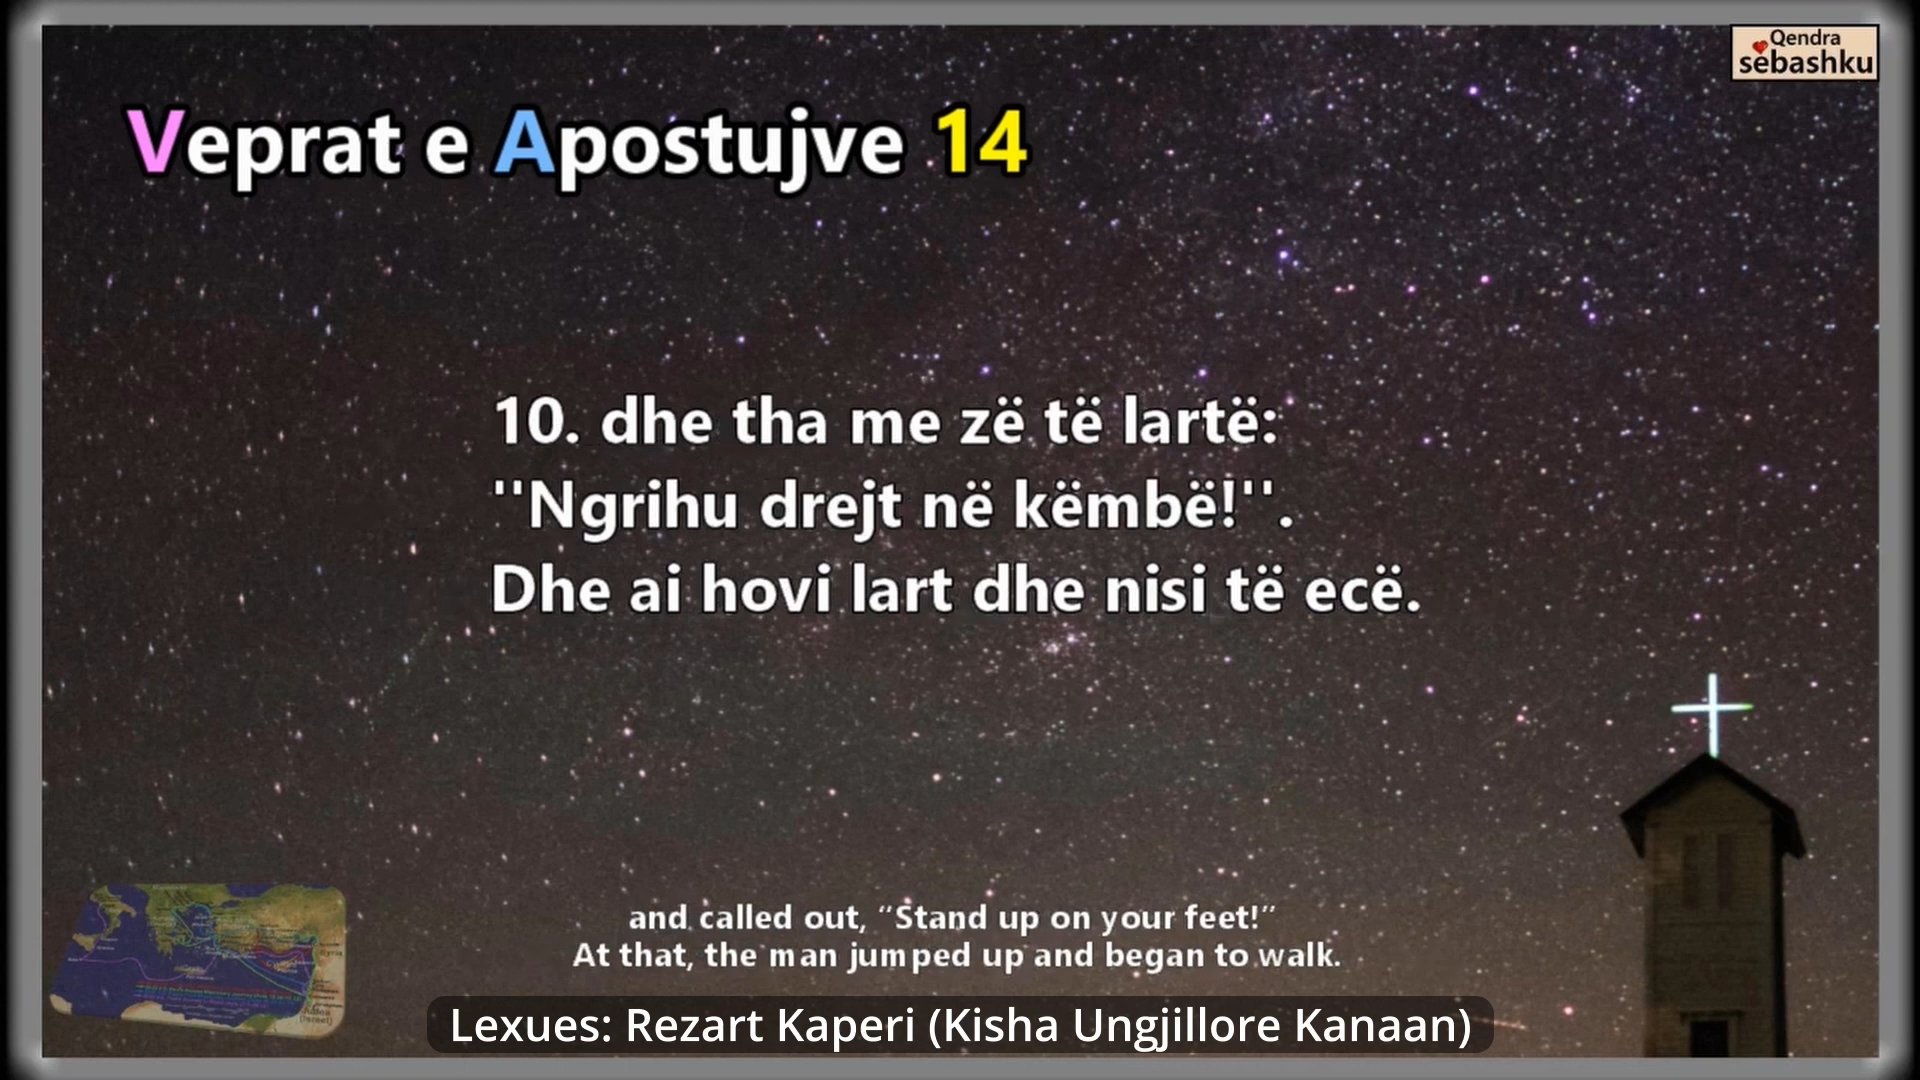 Qendra
sëbashku
Veprat e Apostujve 14
10. dhe tha me zë të lartë:
''Ngrihu drejt në këmbë!''.
Dhe ai hovi lart dhe nisi të ecë.
and called out, “Stand up on your feet!”
At that, the man jumped up and began to walk.
Lexues: Rezart Kaperi (Kisha Ungjillore Kanaan)